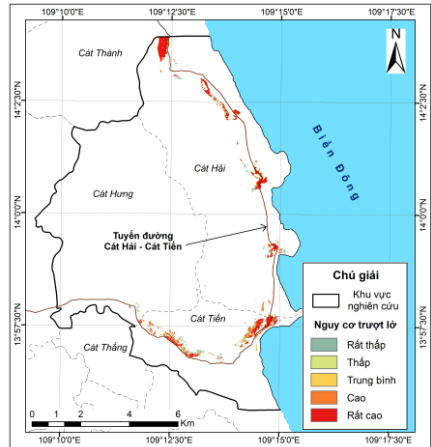 109°10'0"E
109°12'30"E
109°15'0"E
109°17'30"E
Cát Thành
N
14°2'30"N
14°2'30"N
Biển Đông
Cát Hải
Cát Hưng
14°0'0"N
14°0'0"N
Tuyến đường
Cát Hải - Cát Tiến
Chú giải
Khu vực
nghiên cứu
Nguy cơ trượt lở
Rất thấp
Thấp
Trung bình
Cao
Rất cao
Cát Tiến
13°57'30"N
13°57'30"N
Cát Thắng
0 1 2 4 6
Km
109°10'0"E
109°12'30"E
109°15'0"E
109°17'30"E